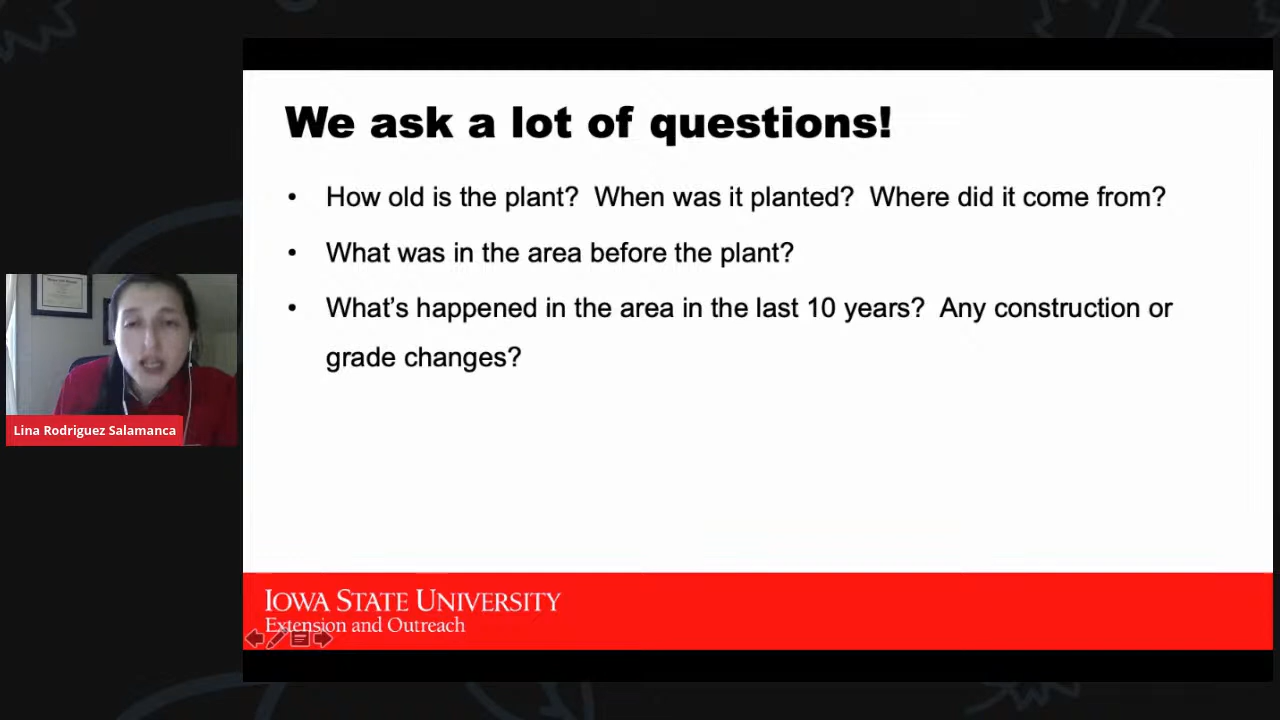 We ask a lot of questions!
• How old is the plant?  When was it planted?  Where did it come from?
• What was in the area before the plant?
• What’s happened in the area in the last 10 years?  Any construction or
grade changes?
Lina Rodriguez Salamanca
IOWA STATE UNIVERSITY
Extension and Outreach